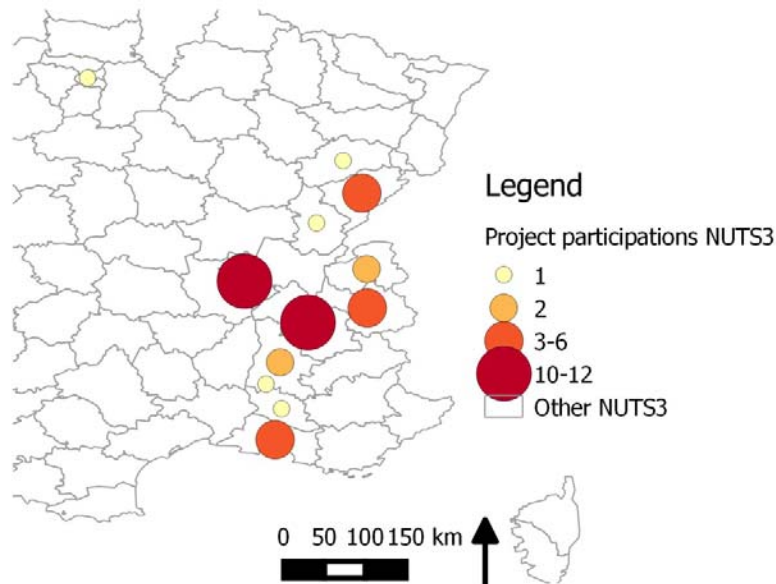 Legend
Project participations NUTS3
1
2
3-6
10-12
Other NUTS3
0 50 100 150 km